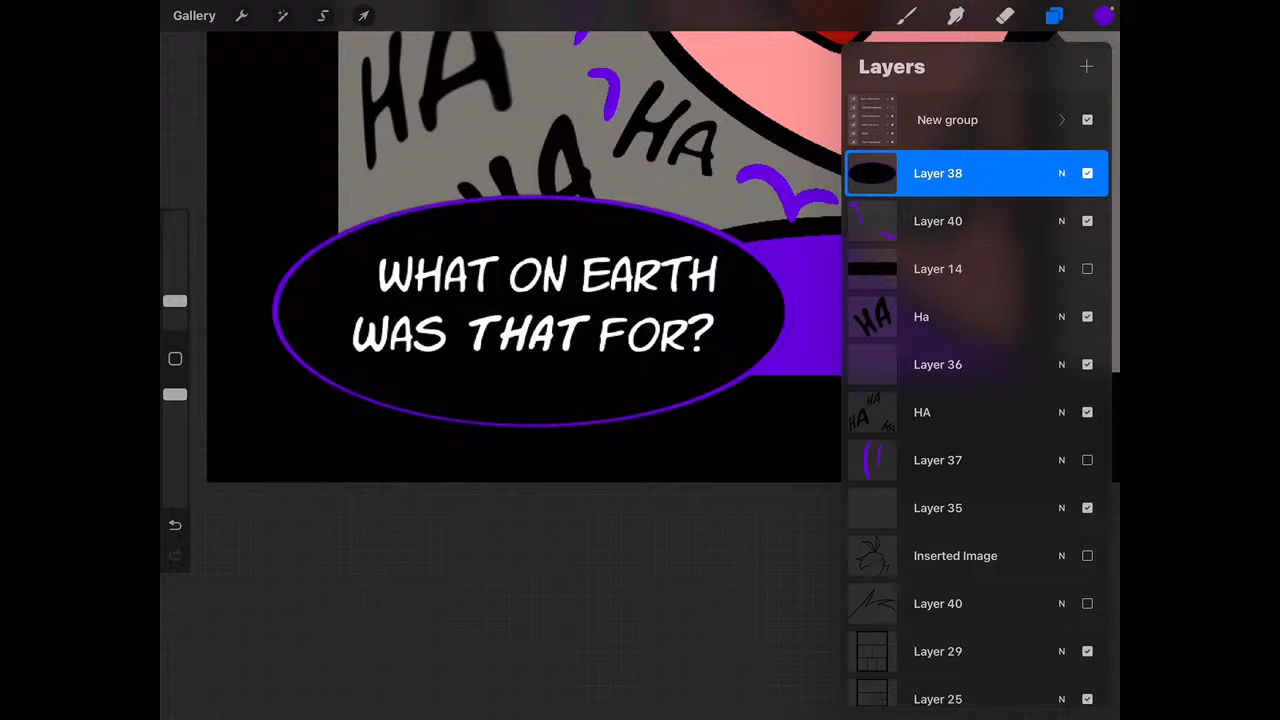 Gallery
HA
HA
HA
WHAT ON EARTH
WAS THAT FOR?
Layers
New group
Layer 38 N
Layer 40 N
Layer 14 N
Ha N
Layer 36 N
HA N
Layer 37 N
Layer 35 N
Inserted Image N
Layer 40 N
Layer 29 N
Layer 25 N